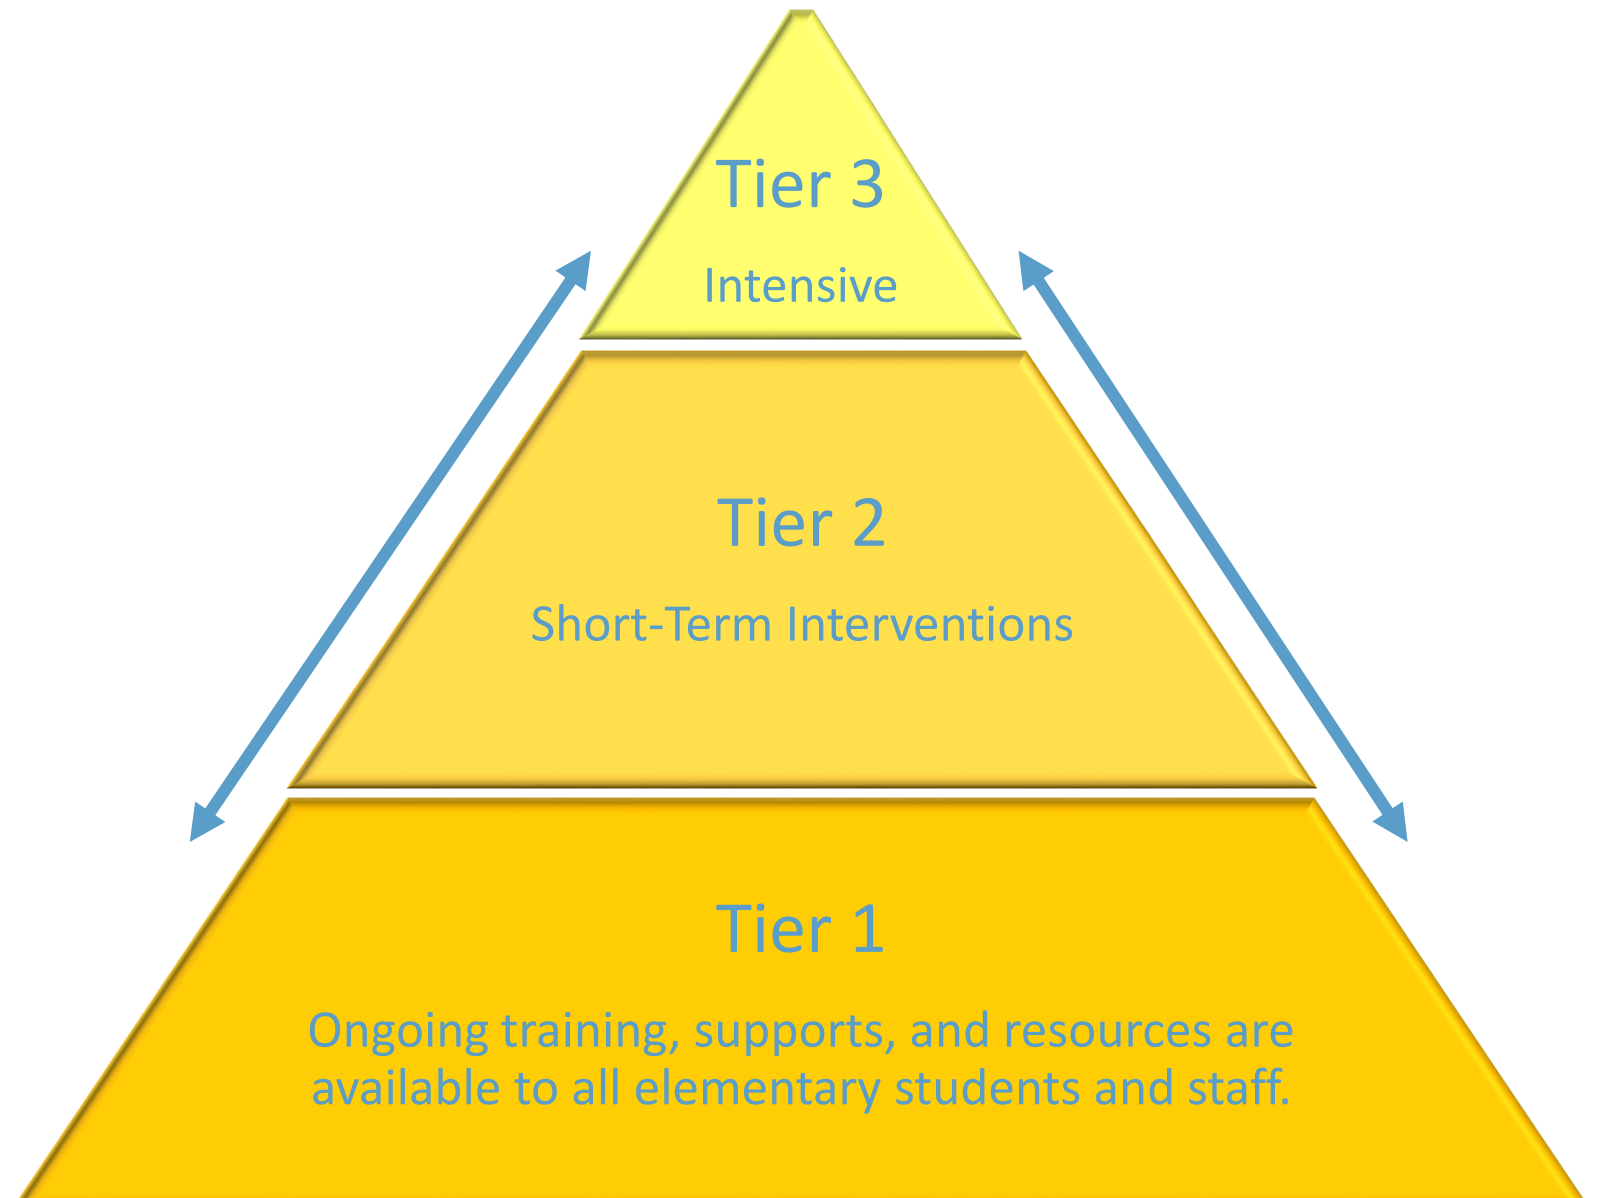 Tier 3
Intensive
Tier 2
Short-Term Interventions
Tier 1
Ongoing training, supports, and resources are
available to all elementary students and staff.